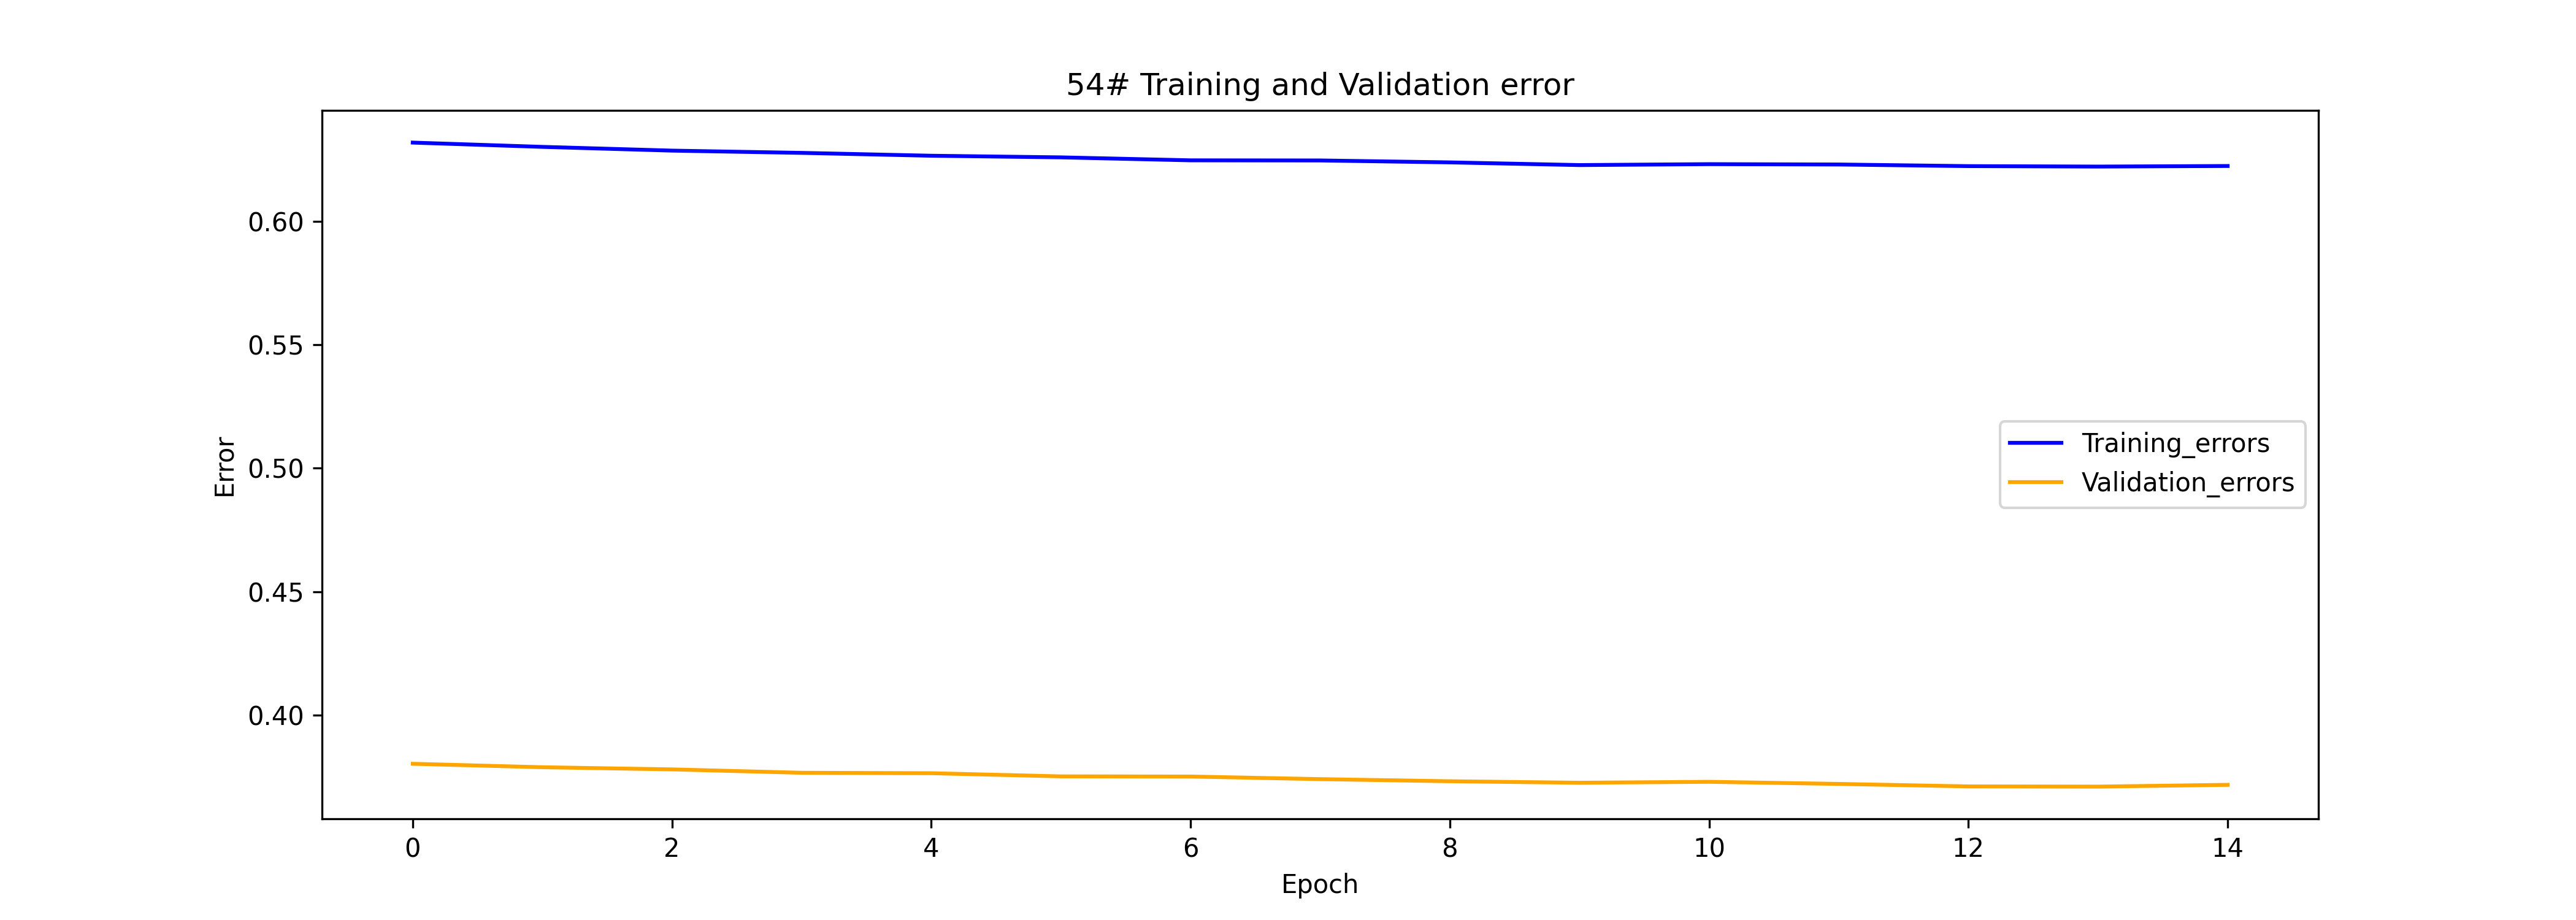 54# Training and Validation error
Error
0.60
0.55
0.50
0.45
0.40
Training_errors
Validation_errors
0 2 4 6 8 10 12 14
Epoch